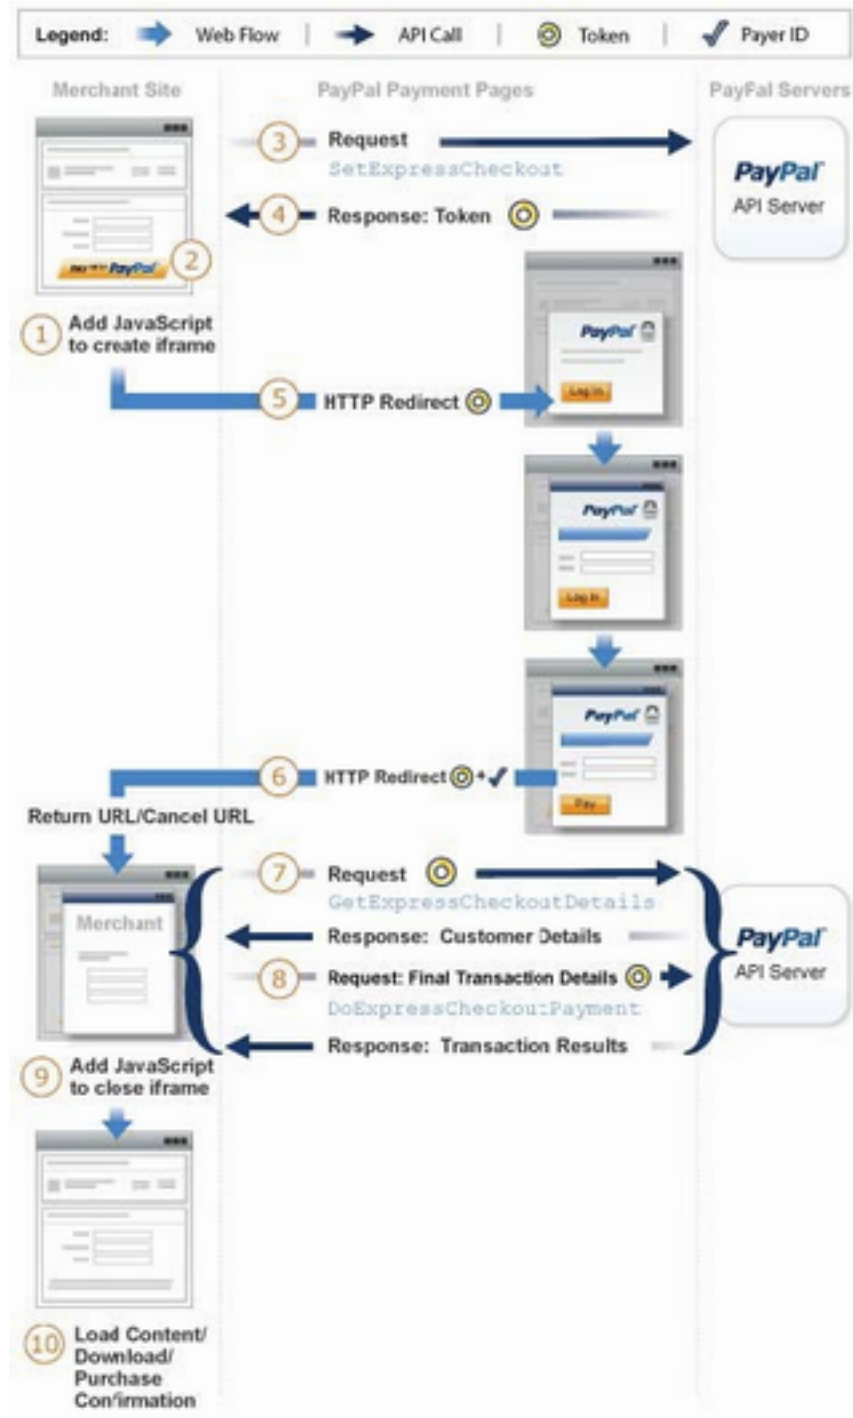 Legend: Web Flow | API Call | Token | Payer ID
Merchant Site PayPal Payment Pages PayPal Servers
3 Request
SetExpressCheckout
PayPal
API Server
4 Response: Token
PayPal 2
1 Add JavaScript
to create iframe
PayPal
Log In
5 HTTP Redirect
PayPal
Log In
PayPal
6 HTTP Redirect +
Pay
Return URL/Cancel URL
7 Request
GetExpressCheckoutDetails
Merchant
Response: Customer Details
PayPal
API Server
8 Request: Final Transaction Details
DoExpressCheckoutPayment
Response: Transaction Results
9 Add JavaScript
to close iframe
10 Load Content/
Download/
Purchase
Confirmation